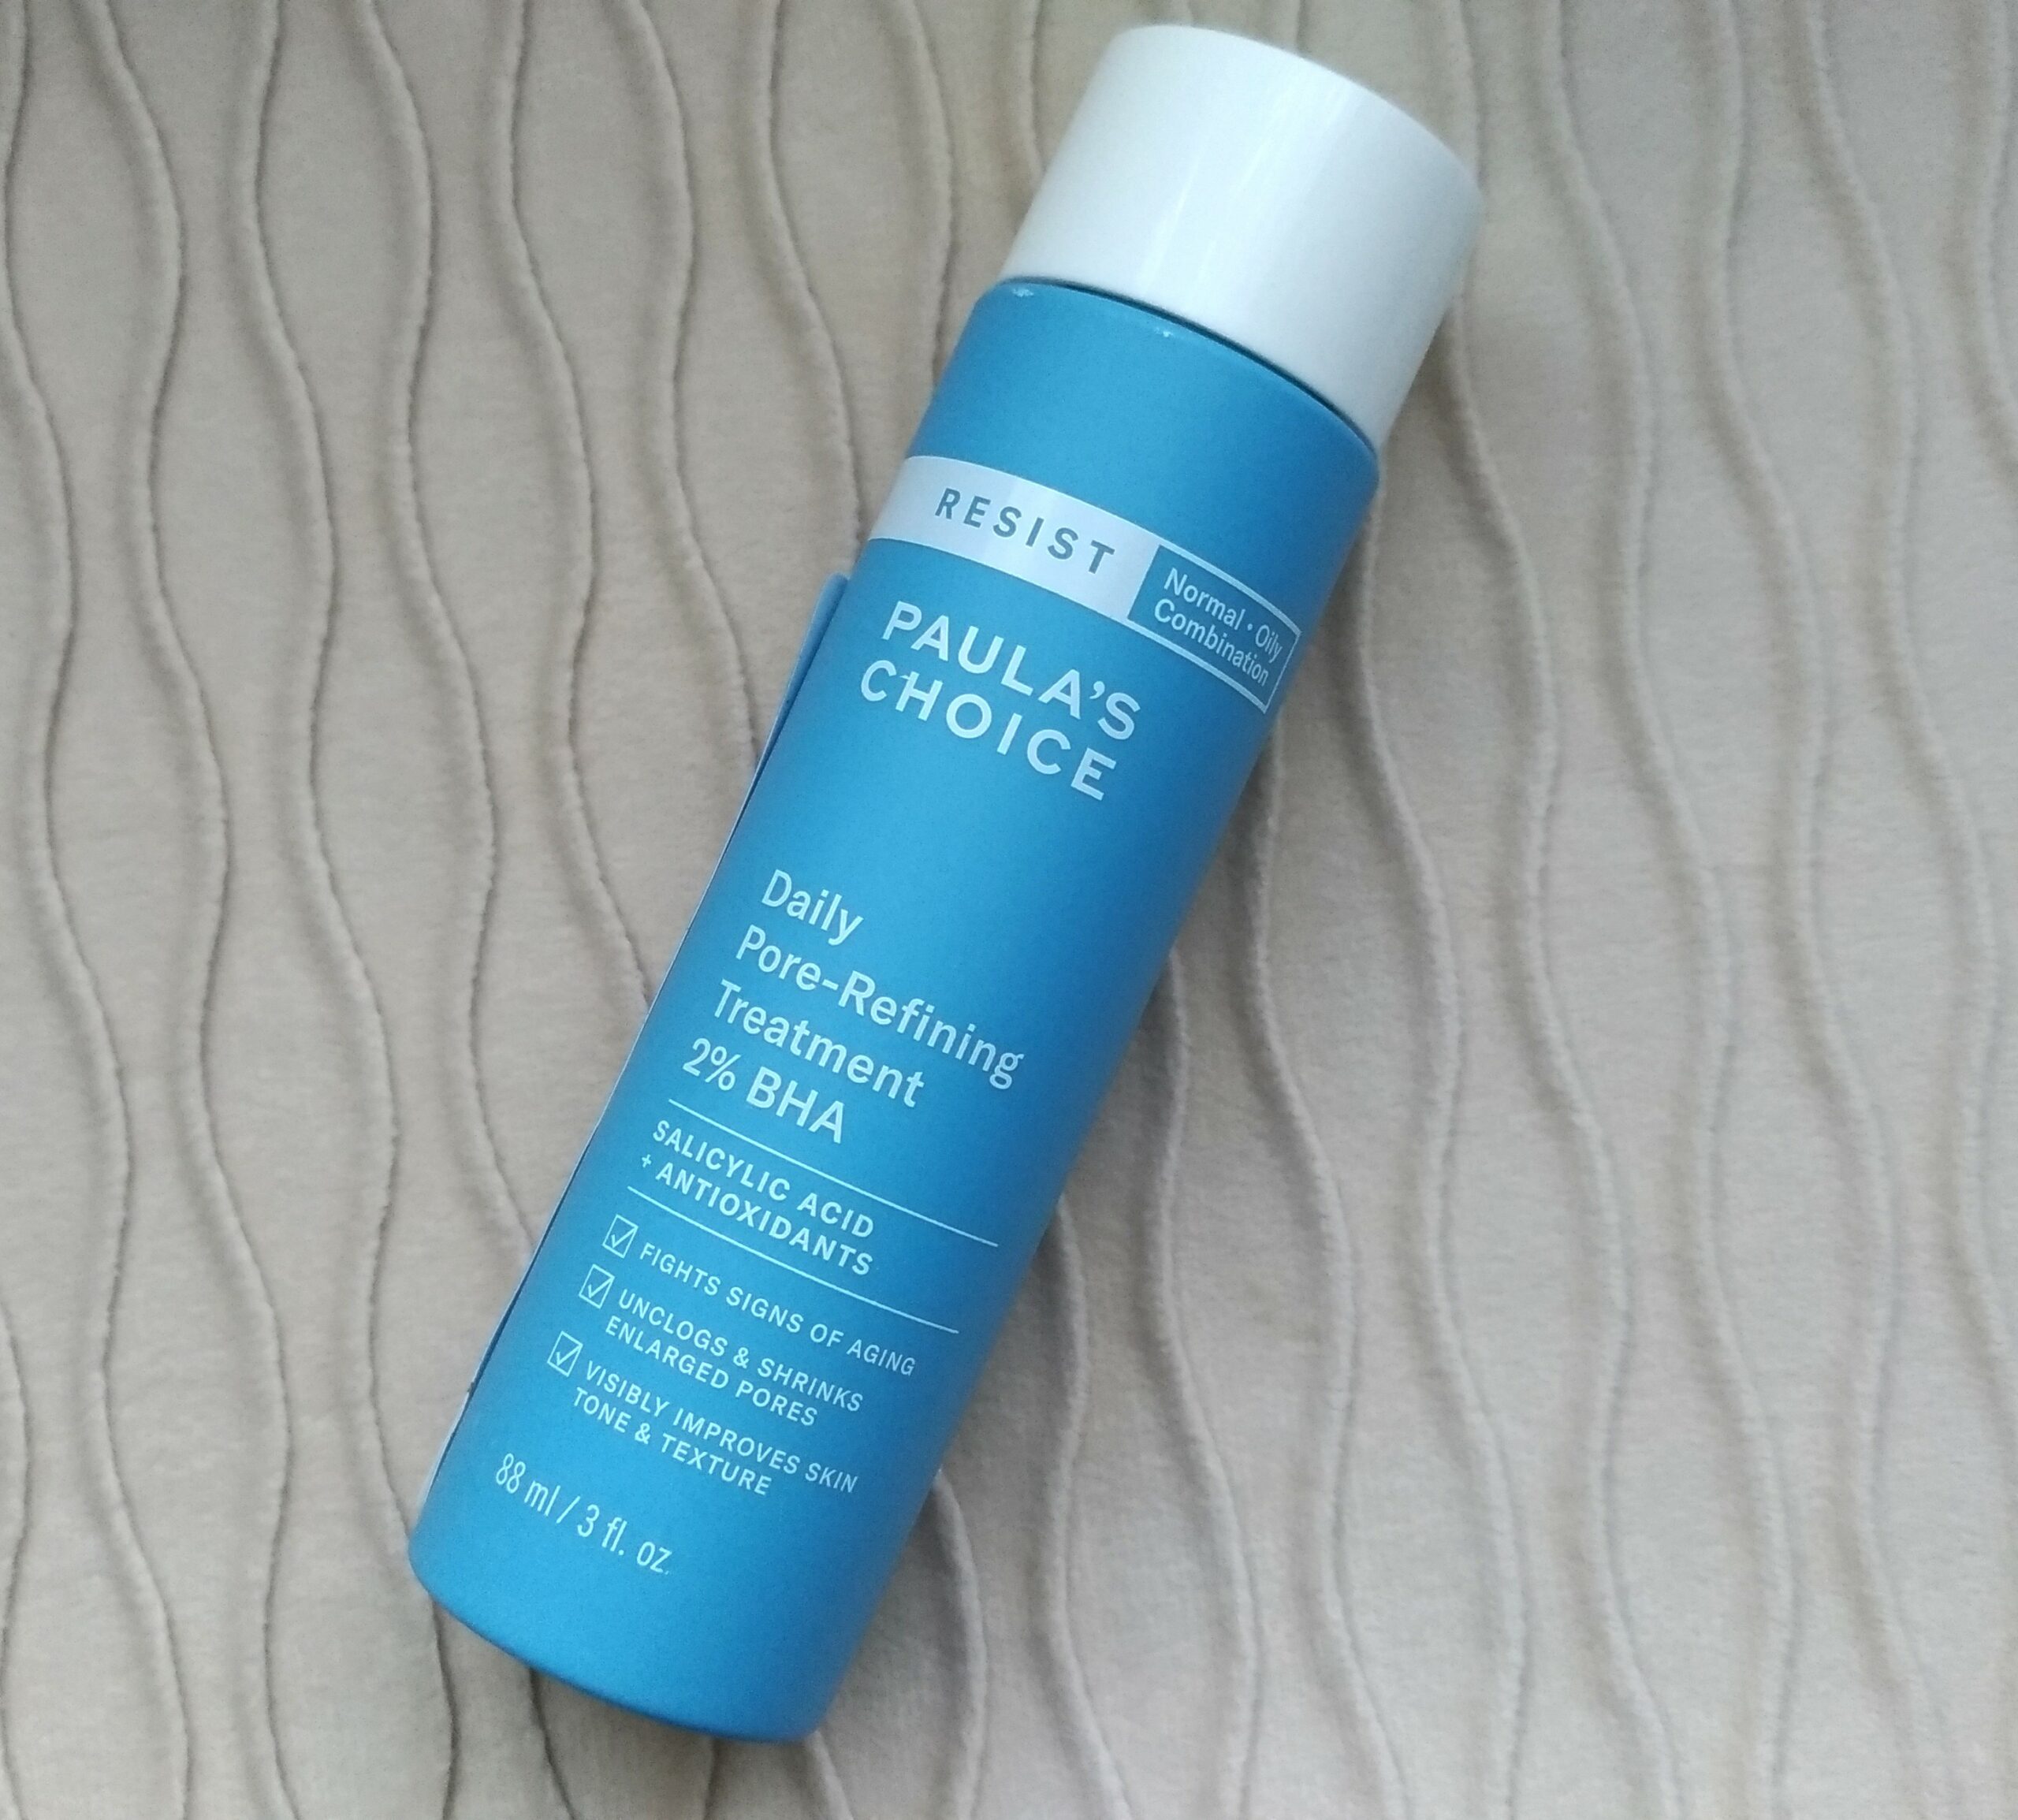 RESIST
Normal • Oily
Combination
PAULA'S
CHOICE
Daily
Pore-Refining
Treatment
2% BHA
SALICYLIC ACID
+ ANTIOXIDANTS
FIGHTS SIGNS OF AGING
UNCLOGS & SHRINKS
ENLARGED PORES
VISIBLY IMPROVES SKIN
TONE & TEXTURE
88 ml / 3 fl. oz.